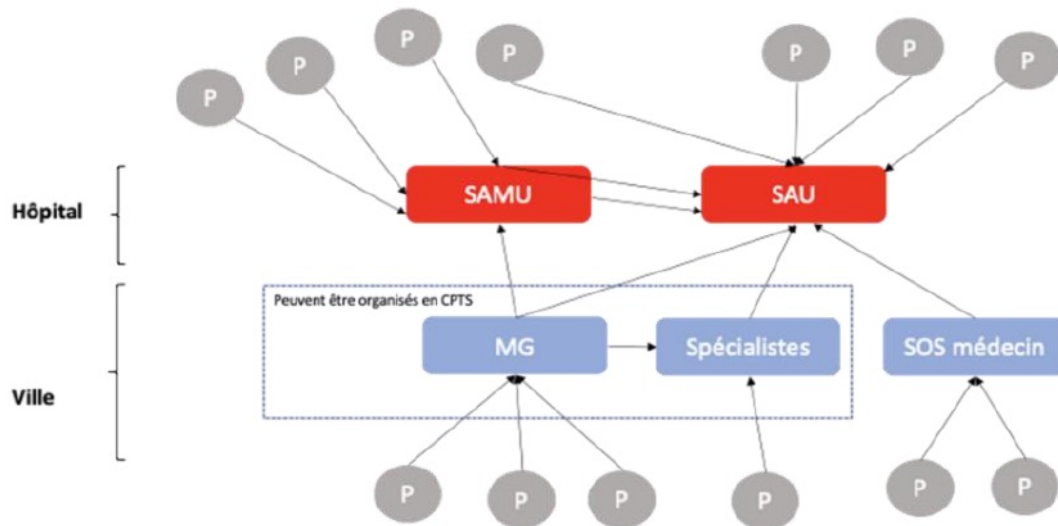 P
P
P
P
P
P
P
Hôpital
SAMU
SAU
Peuvent être organisés en CPTS
MG
Spécialistes
SOS médecin
Ville
P
P
P
P
P
P